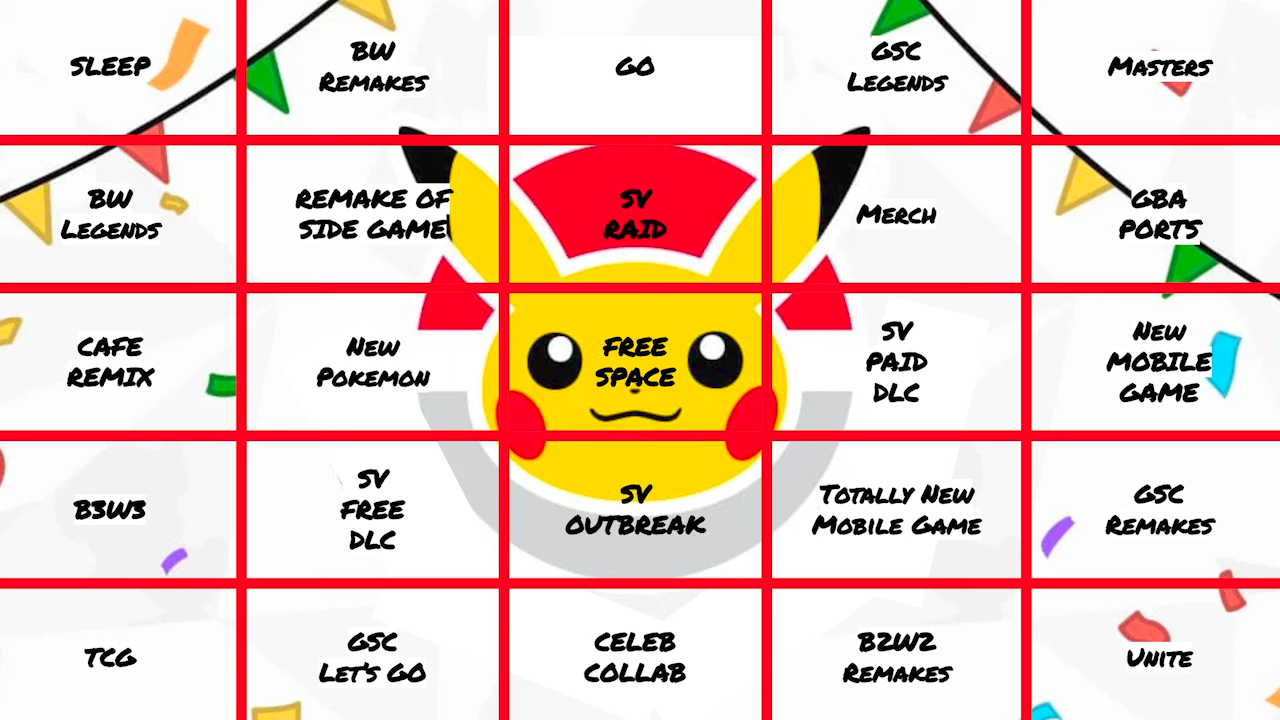 SLEEP
BW
REMAKES
GO
GSC
LEGENDS
MASTERS
BW
LEGENDS
REMAKE OF
SIDE GAME
SV
RAID
MERCH
GBA
PORTS
CAFE
REMIX
NEW
POKEMON
FREE
SPACE
SV
PAID
DLC
NEW
MOBILE
GAME
B3W3
SV
FREE
DLC
SV
OUTBREAK
TOTALLY NEW
MOBILE GAME
GSC
REMAKES
TCG
GSC
LET'S GO
CELEB
COLLAB
B2W2
REMAKES
UNITE